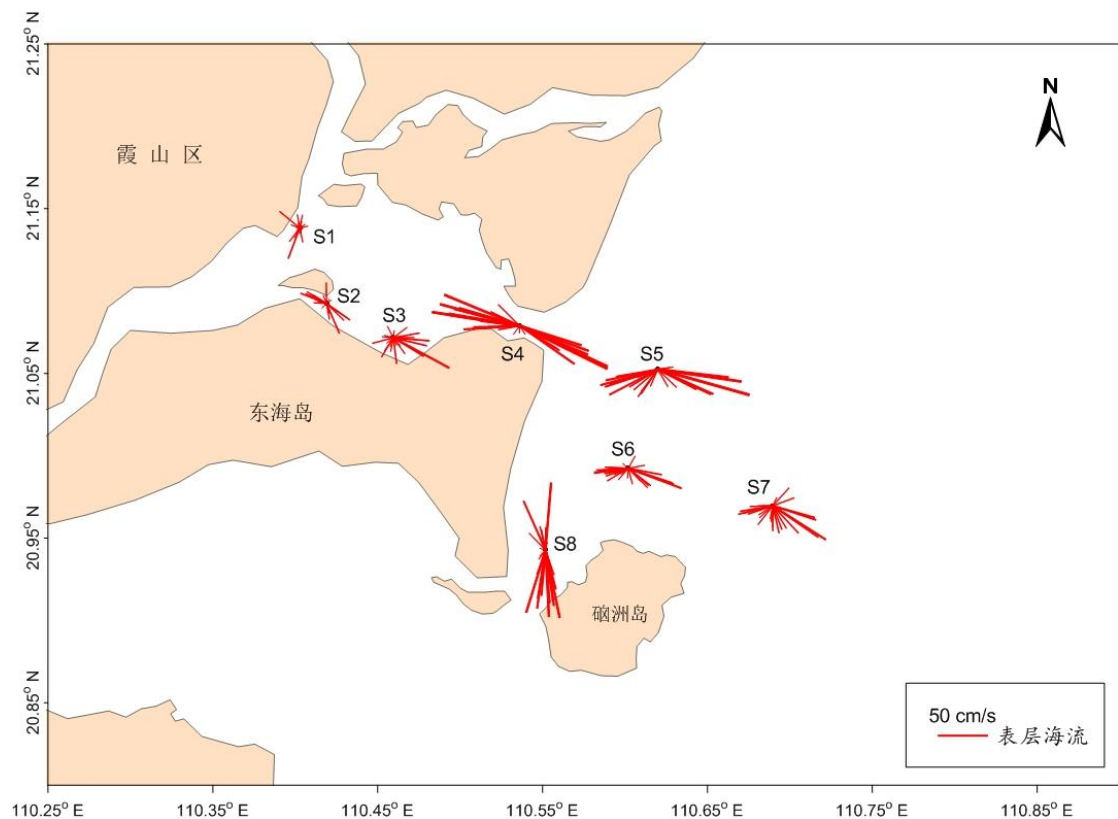 21.25° N
N
霞 山 区
21.15° N
S1
S2
S3
S4
S5
21.05° N
东海岛
S6
S7
20.95° N
S8
硇洲岛
20.85° N
50 cm/s
表层海流
110.25° E
110.35° E
110.45° E
110.55° E
110.65° E
110.75° E
110.85° E